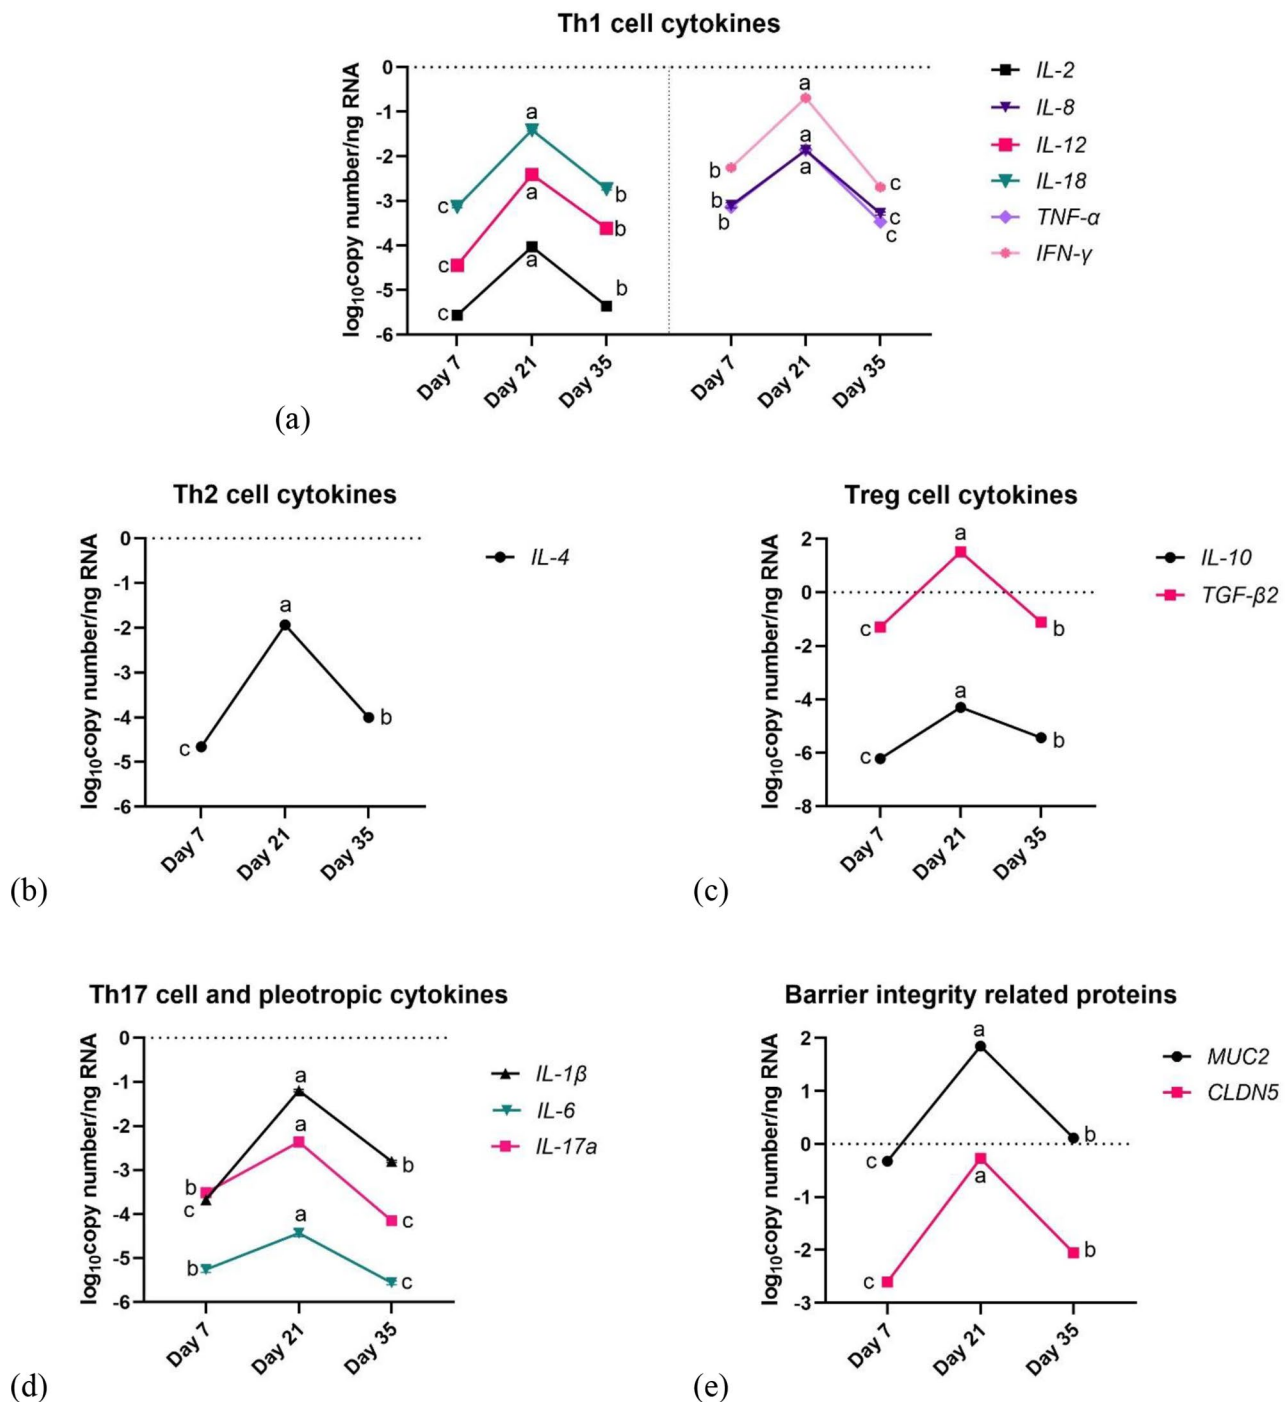 Th1 cell cytokines
log₁₀copy number/ng RNA
0
-1
-2
-3
-4
-5
-6
c
a
b
c
a
b
c
a
b
b
a
c
b
a
c
b
a
c
Day 7
Day 21
Day 35
Day 7
Day 21
Day 35
IL-2
IL-8
IL-12
IL-18
TNF-α
IFN-γ
(a)
Th2 cell cytokines
log₁₀copy number/ng RNA
0
-1
-2
-3
-4
-5
-6
c
a
b
Day 7
Day 21
Day 35
IL-4
(b)
Treg cell cytokines
log₁₀copy number/ng RNA
2
0
-2
-4
-6
-8
c
a
b
c
a
b
Day 7
Day 21
Day 35
IL-10
TGF-β2
(c)
Th17 cell and pleotropic cytokines
log₁₀copy number/ng RNA
0
-1
-2
-3
-4
-5
-6
b
c
a
b
a
c
b
a
c
Day 7
Day 21
Day 35
IL-1β
IL-6
IL-17a
(d)
Barrier integrity related proteins
log₁₀copy number/ng RNA
2
1
0
-1
-2
-3
c
a
b
c
a
b
Day 7
Day 21
Day 35
MUC2
CLDN5
(e)